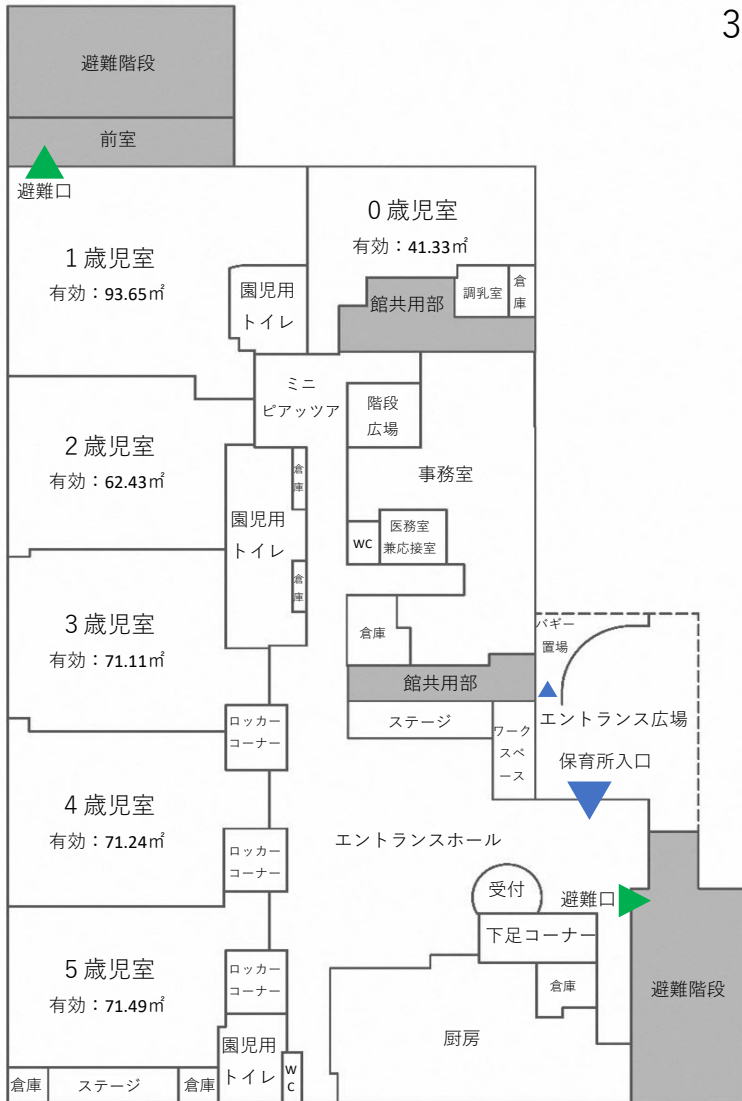 3
避難階段
前室
避難口
0歳児室
有効：41.33㎡
1歳児室
有効：93.65㎡
園児用
トイレ
館共用部
調乳室
倉
庫
ミニ
ピアッツア
階段
広場
2歳児室
有効：62.43㎡
事務室
倉
庫
園児用
トイレ
WC
医務室
兼応接室
倉
庫
3歳児室
有効：71.11㎡
倉庫
バギー
置場
館共用部
エントランス広場
ロッカー
コーナー
ステージ
ワーク
スペ
ース
保育所入口
4歳児室
有効：71.24㎡
エントランスホール
ロッカー
コーナー
受付
避難口
下足コーナー
5歳児室
有効：71.49㎡
ロッカー
コーナー
倉庫
避難階段
厨房
園児用
トイレ
W
C
倉庫
ステージ
倉庫